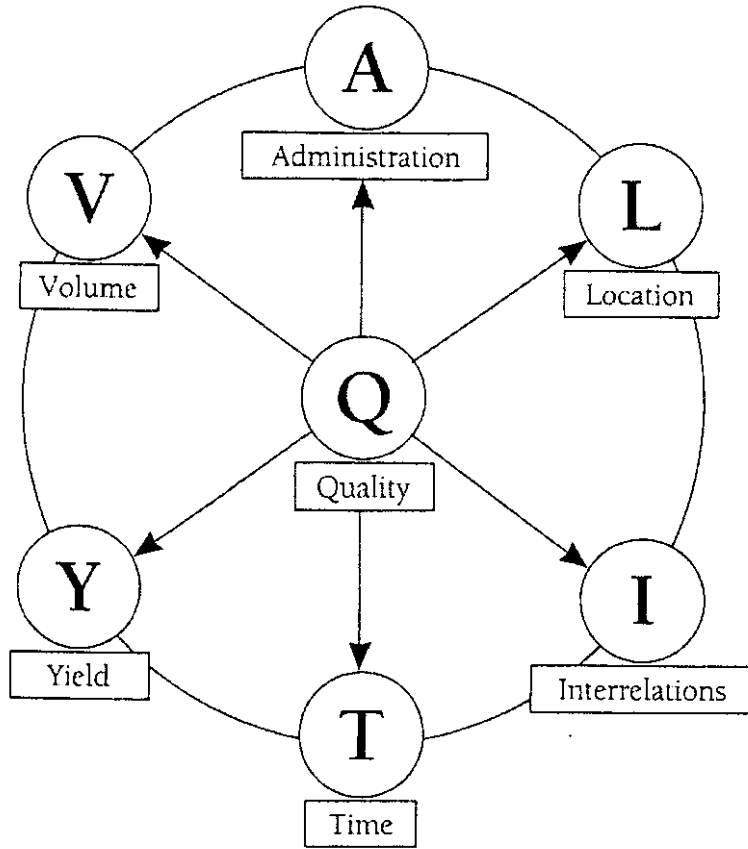 A
Administration
V
Volume
L
Location
Q
Quality
Y
Yield
I
Interrelations
T
Time